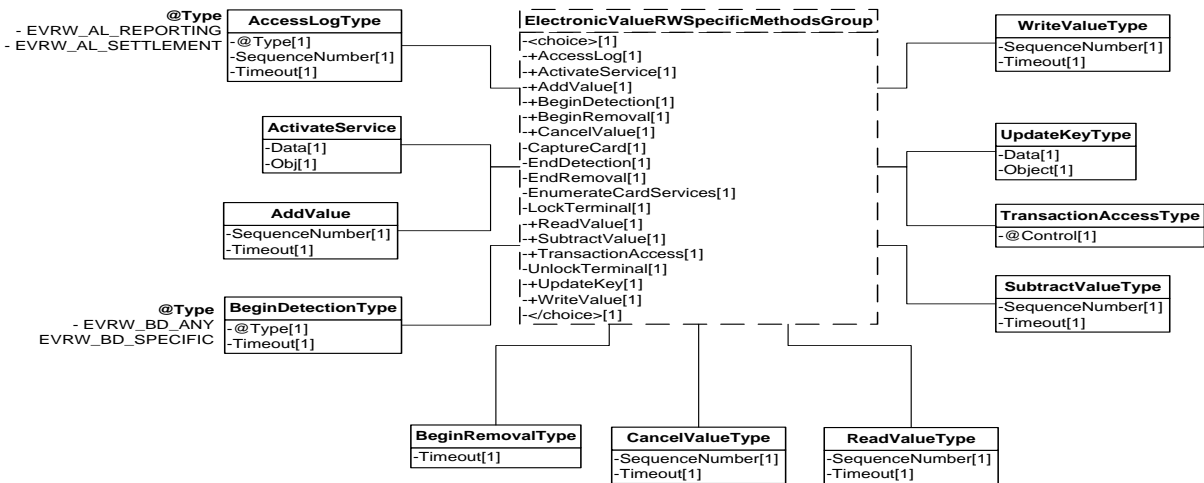 @Type
- EVRW_AL_REPORTING
- EVRW_AL_SETTLEMENT
AccessLogType
-@Type[1]
-SequenceNumber[1]
-Timeout[1]
ActivateService
-Data[1]
-Obj[1]
AddValue
-SequenceNumber[1]
-Timeout[1]
@Type
- EVRW_BD_ANY
EVRW_BD_SPECIFIC
BeginDetectionType
-@Type[1]
-Timeout[1]
ElectronicValueRWSpecificMethodsGroup
-<choice>[1]
-+AccessLog[1]
-+ActivateService[1]
-+AddValue[1]
-+BeginDetection[1]
-+BeginRemoval[1]
-+CancelValue[1]
-CaptureCard[1]
-EndDetection[1]
-EndRemoval[1]
-EnumerateCardServices[1]
-LockTerminal[1]
-+ReadValue[1]
-+SubtractValue[1]
-+TransactionAccess[1]
-UnlockTerminal[1]
-+UpdateKey[1]
-+WriteValue[1]
-</choice>[1]
WriteValueType
-SequenceNumber[1]
-Timeout[1]
UpdateKeyType
-Data[1]
-Object[1]
TransactionAccessType
-@Control[1]
SubtractValueType
-SequenceNumber[1]
-Timeout[1]
BeginRemovalType
-Timeout[1]
CancelValueType
-SequenceNumber[1]
-Timeout[1]
ReadValueType
-SequenceNumber[1]
-Timeout[1]